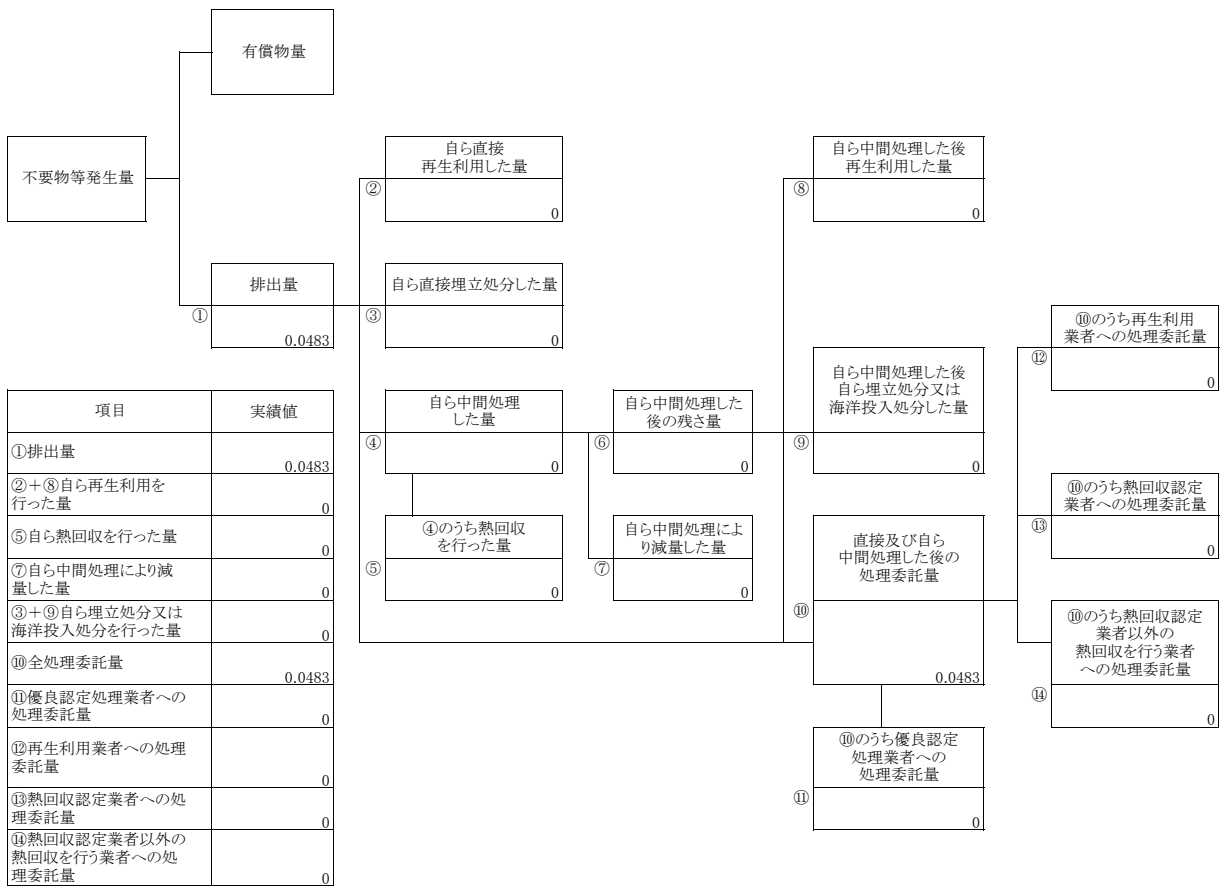 有償物量
不要物等発生量
自ら直接
再生利用した量
②
0
自ら中間処理した後
再生利用した量
⑧
0
排出量
①
0.0483
自ら直接埋立処分した量
③
0
⑩のうち再生利用
業者への処理委託量
⑫
0
自ら中間処理
した量
④
0
自ら中間処理した
後の残さ量
⑥
0
自ら中間処理した後
自ら埋立処分又は
海洋投入処分した量
⑨
0
⑩のうち熱回収認定
業者への処理委託量
⑬
0
④のうち熱回収
を行った量
⑤
0
自ら中間処理によ
り減量した量
⑦
0
直接及び自ら
中間処理した後の
処理委託量
⑩
0.0483
⑩のうち熱回収認定
業者以外の
熱回収を行う業者
への処理委託量
⑭
0
⑩のうち優良認定
処理業者への
処理委託量
⑪
0
項目 実績値
①排出量
0.0483
②+⑧自ら再生利用を
行った量
0
⑤自ら熱回収を行った量
0
⑦自ら中間処理により減
量した量
0
③+⑨自ら埋立処分又は
海洋投入処分を行った量
0
⑩全処理委託量
0.0483
⑪優良認定処理業者への
処理委託量
0
⑫再生利用業者への処理
委託量
0
⑬熱回収認定業者への処
理委託量
0
⑭熱回収認定業者以外の
熱回収を行う業者への処
理委託量
0